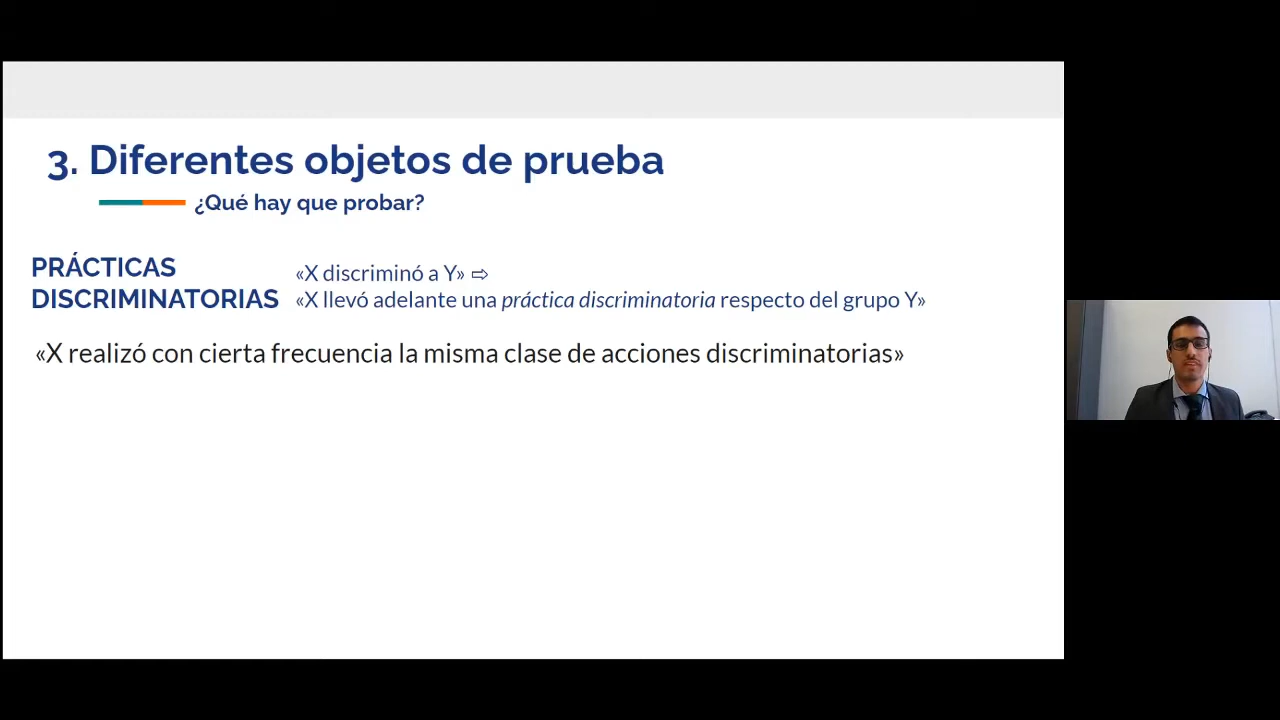 3. Diferentes objetos de prueba
¿Qué hay que probar?
PRÁCTICAS
DISCRIMINATORIAS
«X discriminó a Y» ⇨
«X llevó adelante una práctica discriminatoria respecto del grupo Y»
«X realizó con cierta frecuencia la misma clase de acciones discriminatorias»